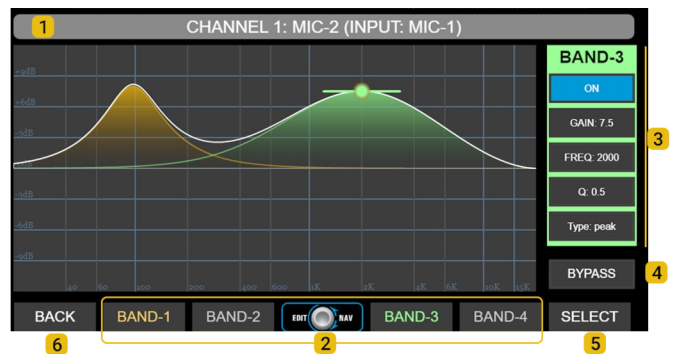 1
CHANNEL 1: MIC-2 (INPUT: MIC-1)
BAND-3
ON
GAIN: 7.5
FREQ: 2000
Q: 0.5
Type: peak
3
+9dB
+6dB
+3dB
-3dB
-6dB
-9dB
40 60 100 200 400 600 1K 2K 4K 6K 10K 15K
BYPASS
4
BACK
BAND-1
BAND-2
EDIT
NAV
BAND-3
BAND-4
SELECT
6
2
5